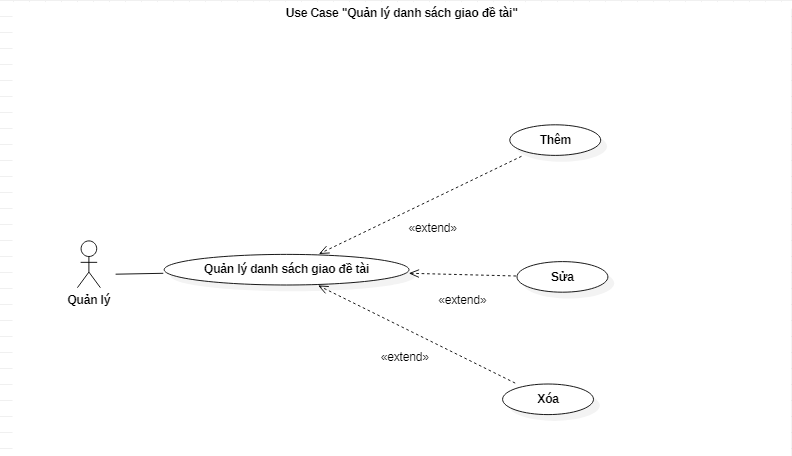 Use Case "Quản lý danh sách giao đề tài"
Thêm
«extend»
Quản lý danh sách giao đề tài
Sửa
Quản lý
«extend»
«extend»
Xóa